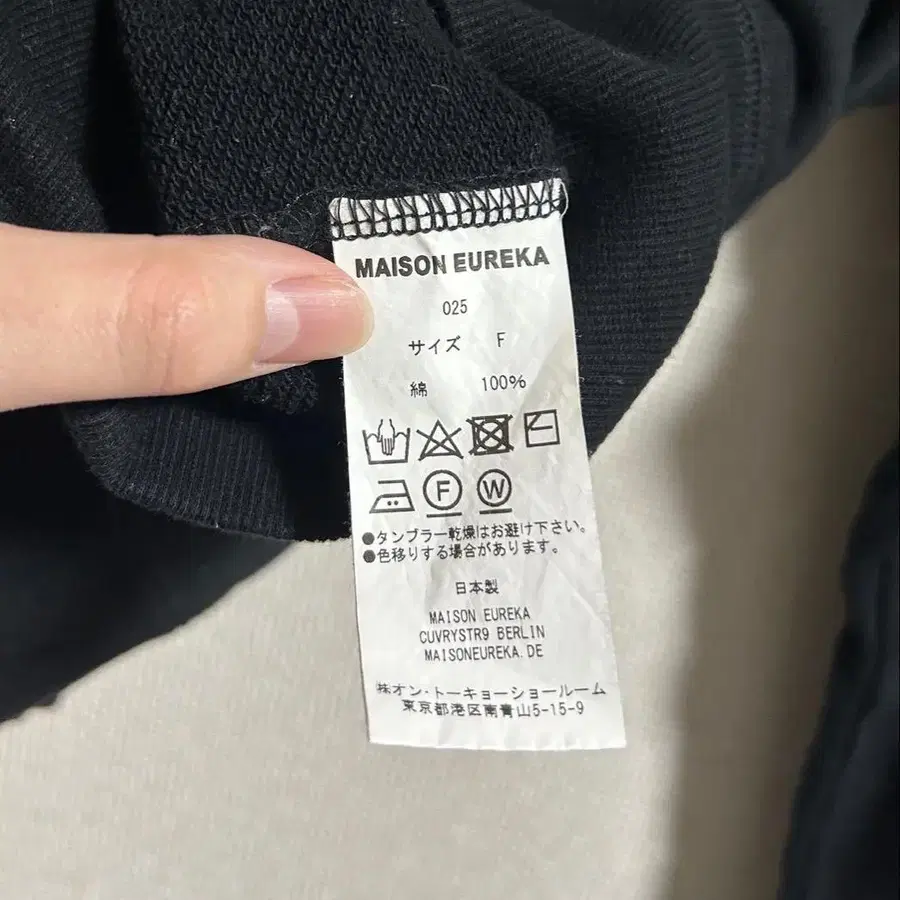 MAISON EUREKA
025
サイズ F
綿 100%
F W
●タンブラー乾燥はお避け下さい。
●色移りする場合があります。
日本製
MAISON EUREKA
CUVRYSTR9 BERLIN
MAISONEUREKA.DE
㈱オン・トーキョーショールーム
東京都港区南青山5-15-9